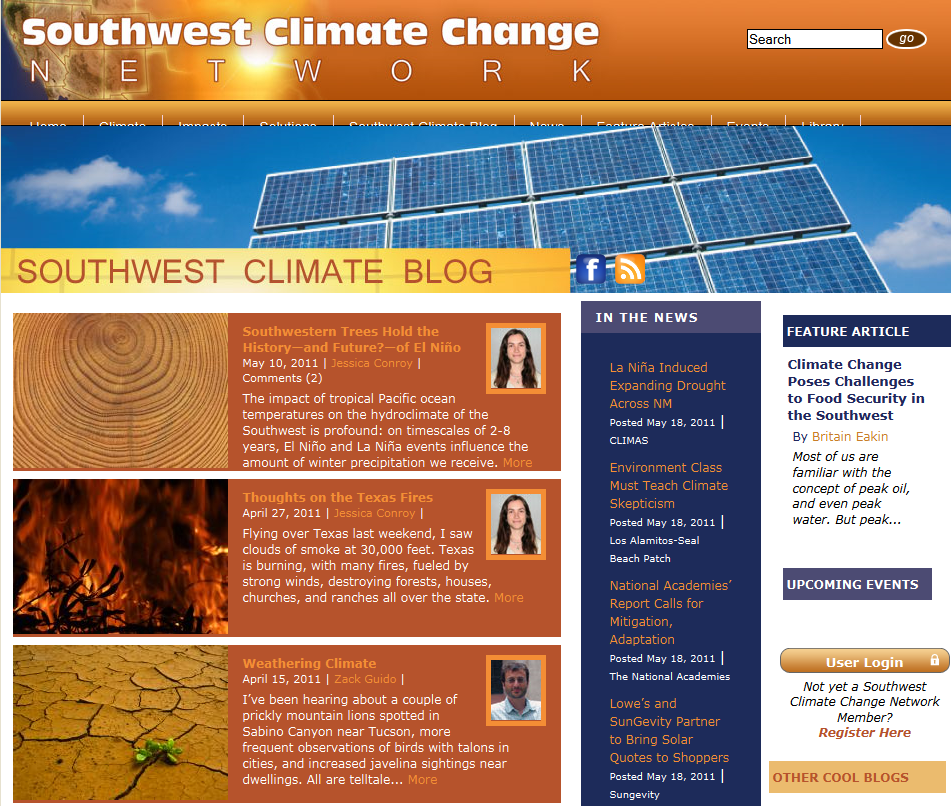 Southwest Climate Change
NETWORK
Search
go
Home
Climate
Impacts
Solutions
Southwest Climate Blog
News
Feature Articles
Events
Library
SOUTHWEST CLIMATE BLOG
Southwestern Trees Hold the
History—and Future?—of El Niño
May 10, 2011 | Jessica Conroy |
Comments (2)
The impact of tropical Pacific ocean
temperatures on the hydroclimate of the
Southwest is profound: on timescales of 2-8
years, El Niño and La Niña events influence the
amount of winter precipitation we receive. More
Thoughts on the Texas Fires
April 27, 2011 | Jessica Conroy |
Flying over Texas last weekend, I saw
clouds of smoke at 30,000 feet. Texas
is burning, with many fires, fueled by
strong winds, destroying forests, houses,
churches, and ranches all over the state. More
Weathering Climate
April 15, 2011 | Zack Guido |
I've been hearing about a couple of
prickly mountain lions spotted in
Sabino Canyon near Tucson, more
frequent observations of birds with talons in
cities, and increased javelina sightings near
dwellings. All are telltale... More
IN THE NEWS
La Niña Induced
Expanding Drought
Across NM
Posted May 18, 2011 |
CLIMAS
Environment Class
Must Teach Climate
Skepticism
Posted May 18, 2011 |
Los Alamitos-Seal
Beach Patch
National Academies'
Report Calls for
Mitigation,
Adaptation
Posted May 18, 2011 |
The National Academies
Lowe's and
SunGevity Partner
to Bring Solar
Quotes to Shoppers
Posted May 18, 2011 |
Sungevity
FEATURE ARTICLE
Climate Change
Poses Challenges
to Food Security in
the Southwest
By Britain Eakin
Most of us are
familiar with the
concept of peak oil,
and even peak
water. But peak...
UPCOMING EVENTS
User Login
Not yet a Southwest
Climate Change Network
Member?
Register Here
OTHER COOL BLOGS